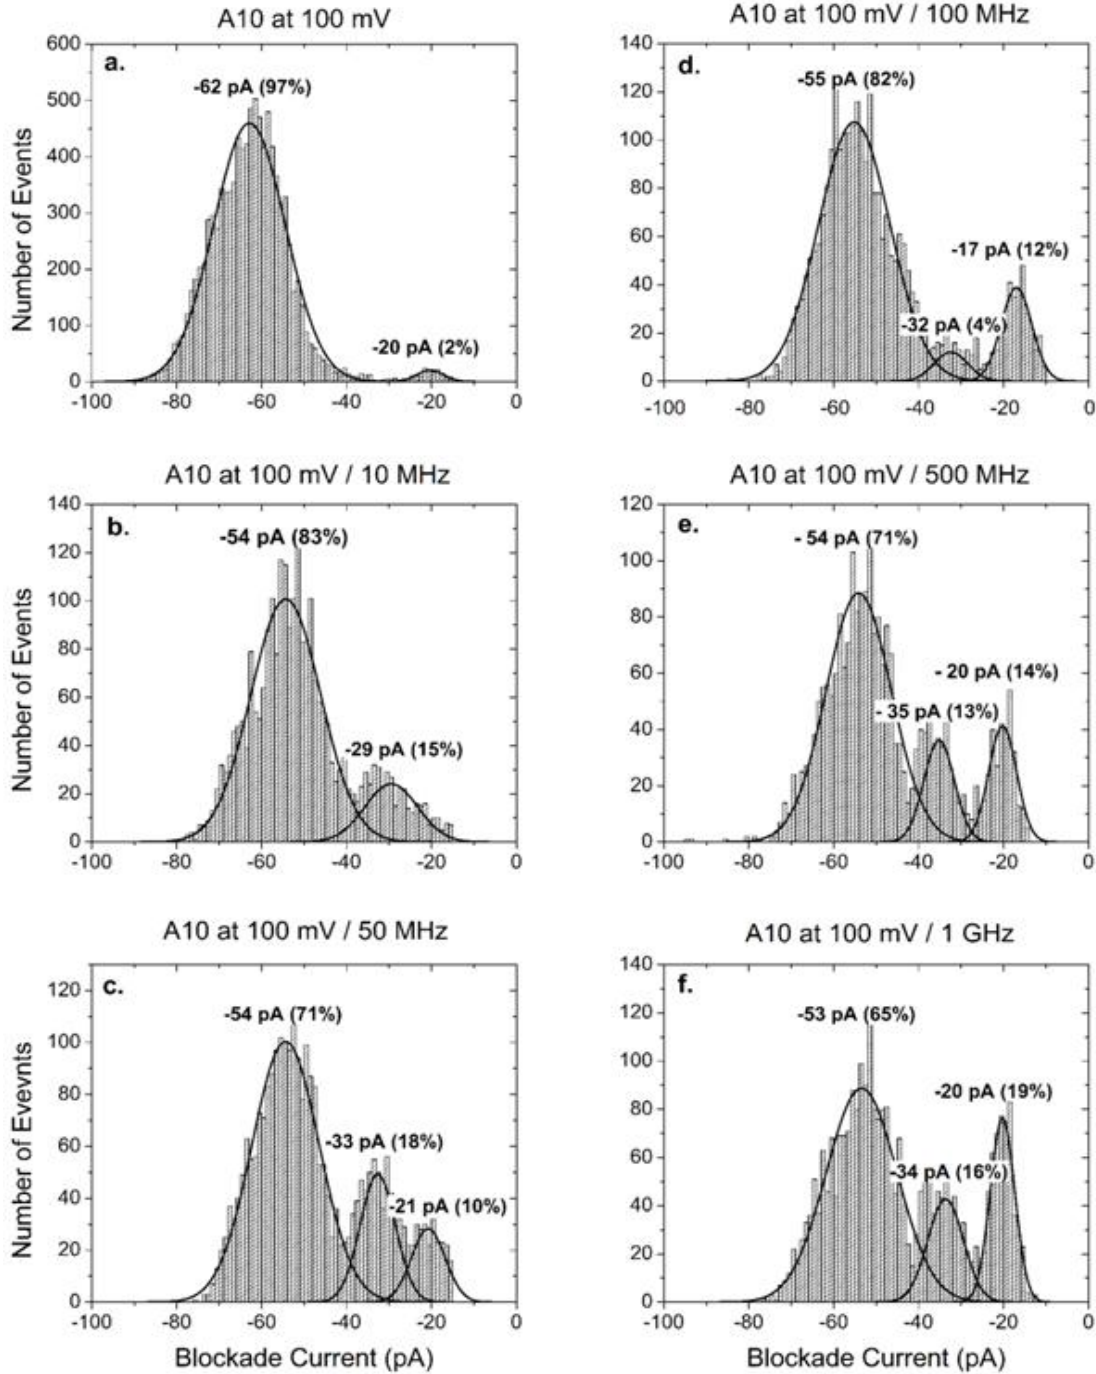 A10 at 100 mV
a.
-62 pA (97%)
-20 pA (2%)
600
500
400
300
200
100
0
-100 -80 -60 -40 -20 0
Number of Events
A10 at 100 mV / 10 MHz
b.
-54 pA (83%)
-29 pA (15%)
140
120
100
80
60
40
20
0
-100 -80 -60 -40 -20 0
Number of Events
A10 at 100 mV / 50 MHz
c.
-54 pA (71%)
-33 pA (18%)
-21 pA (10%)
120
100
80
60
40
20
0
-100 -80 -60 -40 -20 0
Number of Evevnts
Blockade Current (pA)
A10 at 100 mV / 100 MHz
d.
-55 pA (82%)
-17 pA (12%)
-32 pA (4%)
140
120
100
80
60
40
20
0
-100 -80 -60 -40 -20 0
A10 at 100 mV / 500 MHz
e.
- 54 pA (71%)
- 20 pA (14%)
- 35 pA (13%)
120
100
80
60
40
20
0
-100 -80 -60 -40 -20 0
A10 at 100 mV / 1 GHz
f.
-53 pA (65%)
-20 pA (19%)
-34 pA (16%)
140
120
100
80
60
40
20
0
-100 -80 -60 -40 -20 0
Blockade Current (pA)